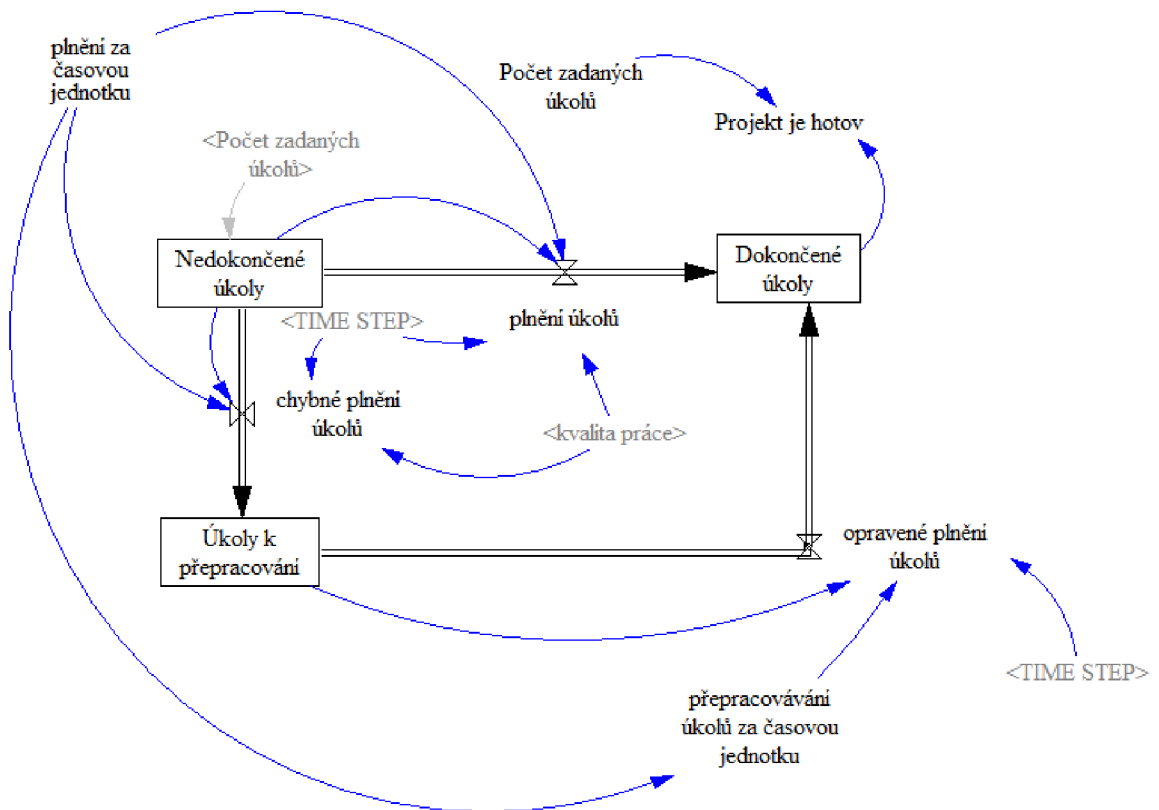 plnění za
časovou
jednotku
Počet zadaných
úkolů
Projekt je hotov
<Počet zadaných
úkolů>
Nedokončené
úkoly
Dokončené
úkoly
<TIME STEP>
plnění úkolů
chybné plnění
úkolů
<kvalita práce>
Úkoly k
přepracování
opravené plnění
úkolů
<TIME STEP>
přepracovávání
úkolů za časovou
jednotku